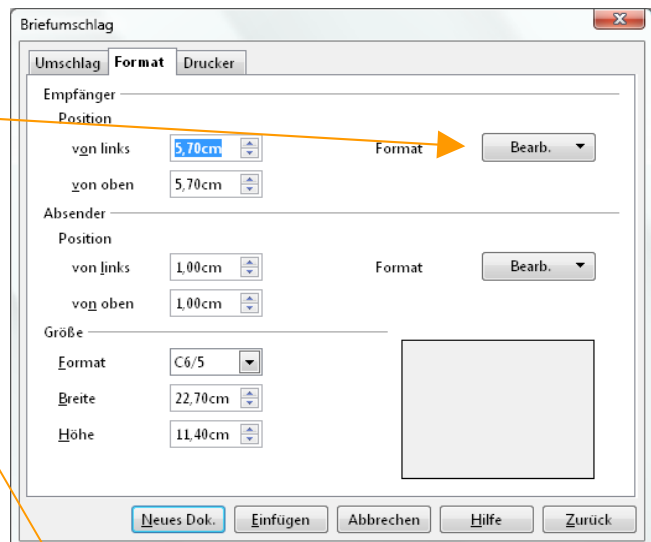 Briefumschlag
Umschlag Format Drucker
Empfänger
Position
von links 5,70cm Format Bearb.
von oben 5,70cm
Absender
Position
von links 1,00cm Format Bearb.
von oben 1,00cm
Größe
Format C6/5
Breite 22,70cm
Höhe 11,40cm
Neues Dok. Einfügen Abbrechen Hilfe Zurück